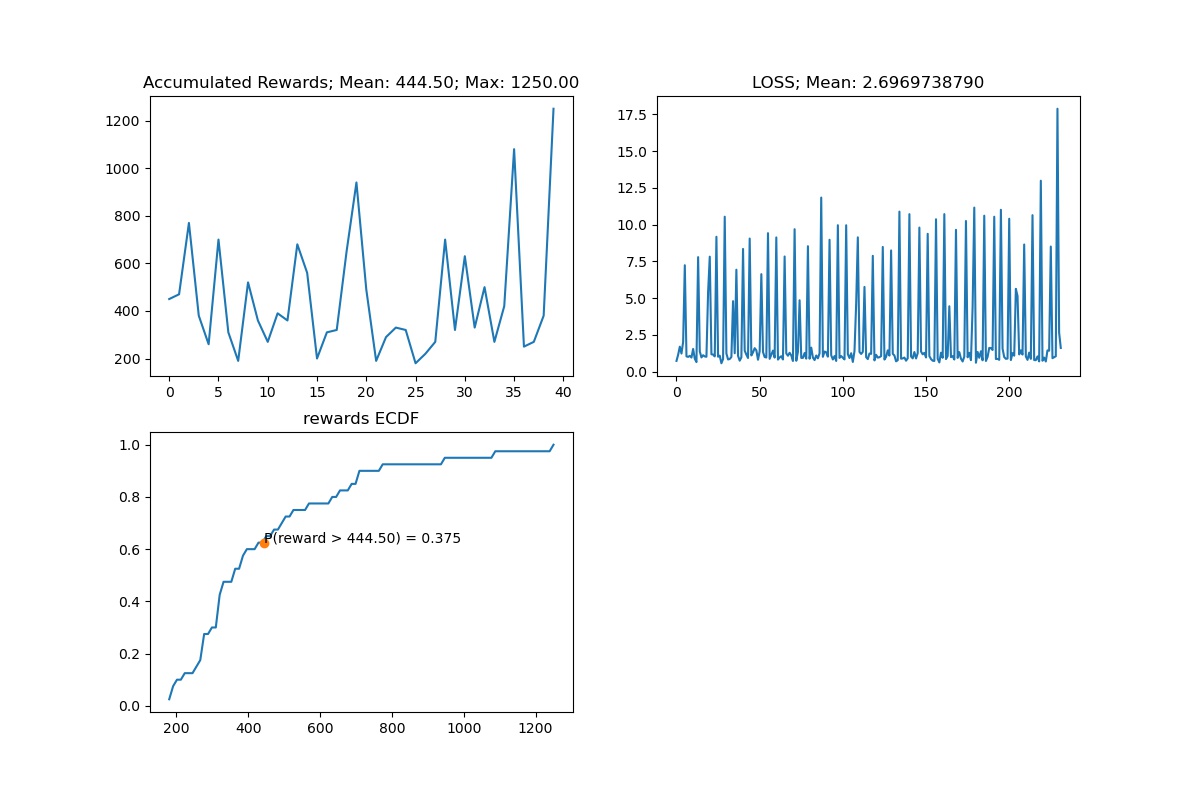 Accumulated Rewards; Mean: 444.50; Max: 1250.00
1200
1000
800
600
400
200
0 5 10 15 20 25 30 35 40
LOSS; Mean: 2.6969738790
17.5
15.0
12.5
10.0
7.5
5.0
2.5
0.0
0 50 100 150 200
rewards ECDF
1.0
0.8
0.6
0.4
0.2
0.0
P(reward > 444.50) = 0.375
200 400 600 800 1000 1200